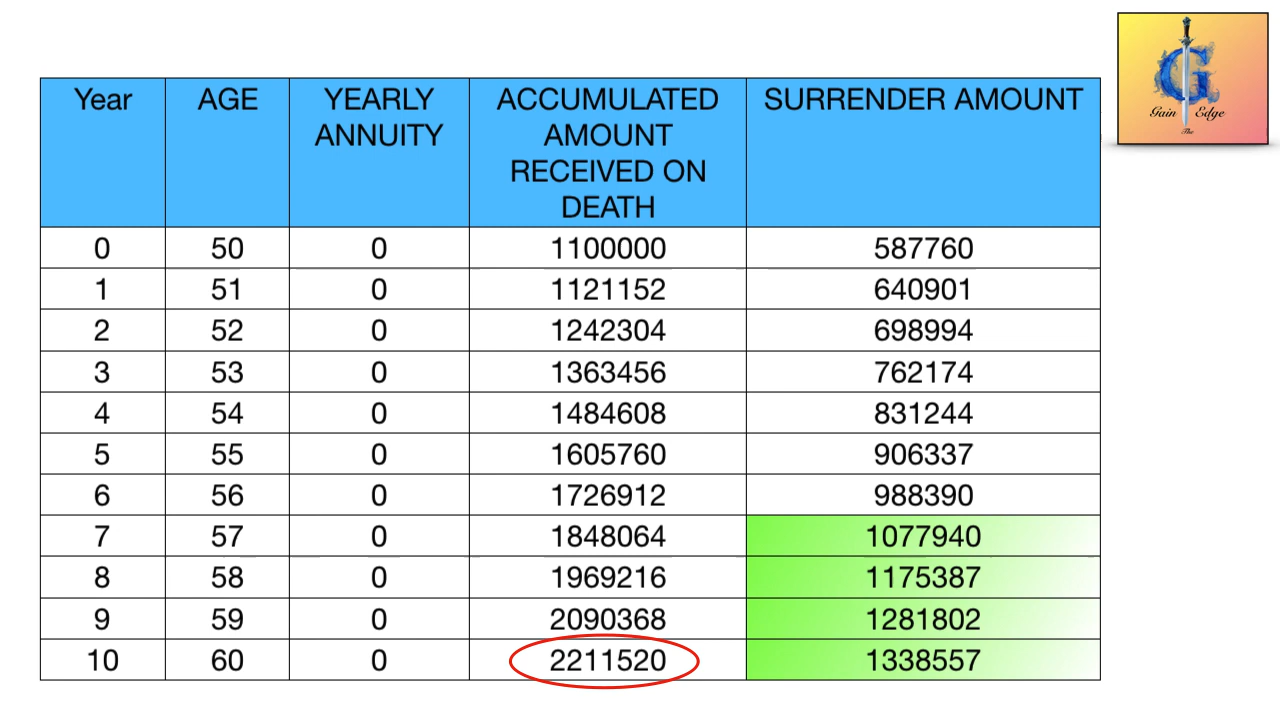 Year AGE YEARLY ANNUITY ACCUMULATED AMOUNT RECEIVED ON DEATH SURRENDER AMOUNT
0 50 0 1100000 587760
1 51 0 1121152 640901
2 52 0 1242304 698994
3 53 0 1363456 762174
4 54 0 1484608 831244
5 55 0 1605760 906337
6 56 0 1726912 988390
7 57 0 1848064 1077940
8 58 0 1969216 1175387
9 59 0 2090368 1281802
10 60 0 2211520 1338557
G
Gain Edge
The